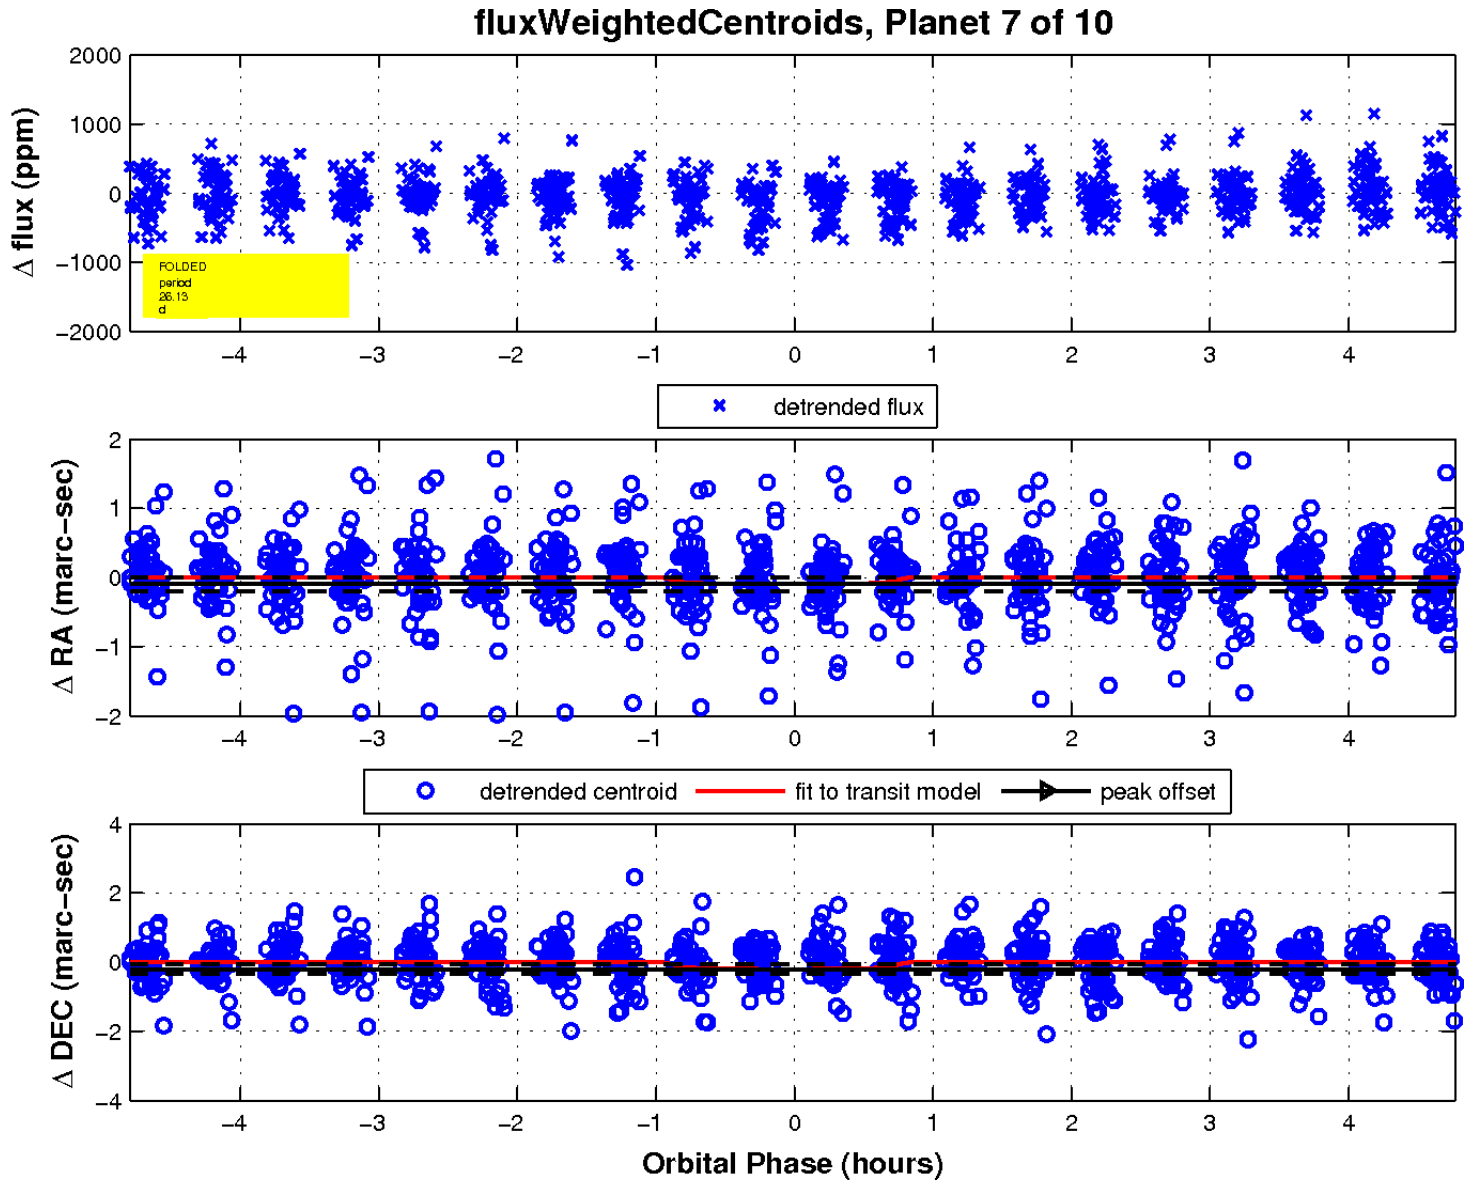 fluxWeightedCentroids, Planet 7 of 10
Δ flux (ppm)
2000
1000
0
−1000
−2000
FOLDED
period
26.13
d
−4 −3 −2 −1 0 1 2 3 4
detrended flux
Δ RA (marc−sec)
2
1
0
−1
−2
−4 −3 −2 −1 0 1 2 3 4
detrended centroid fit to transit model peak offset
Δ DEC (marc−sec)
4
2
0
−2
−4
−4 −3 −2 −1 0 1 2 3 4
Orbital Phase (hours)